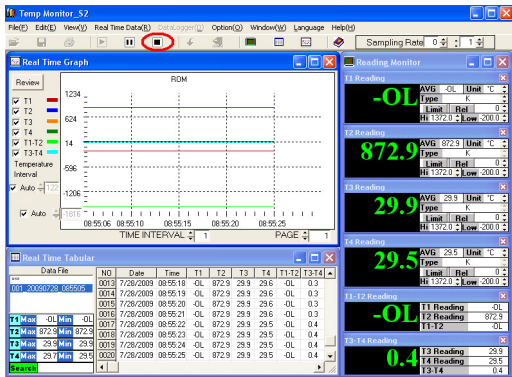 Temp Monitor_S2
File(F) Edit(E) View(V) Real Time Data(R) DataLogger(D) Option(O) Window(W) Language Help(H)
Sampling Rate 0 : 1
Real Time Graph
Review
ROM
T1
T2
T3
T4
T1-T2
T3-T4
Temperature
Interval
Auto 122
Auto
1234
624
14
-596
-1206
-1816
08:55:06 08:55:10 08:55:15 08:55:20 08:55:25
TIME INTERVAL 1 PAGE 1
Real Time Tabular
Data File
001_20090728_085505
T1 Max -OL Min -OL
T2 Max 872.9 Min 872.9
T3 Max 29.9 Min 29.9
T4 Max 29.7 Min 29.5
Search
NO Date Time T1 T2 T3 T4 T1-T2 T3-T4
0013 7/28/2009 08:55:18 -OL 872.9 29.9 29.6 -OL 0.3
0014 7/28/2009 08:55:19 -OL 872.9 29.9 29.6 -OL 0.3
0015 7/28/2009 08:55:20 -OL 872.9 29.9 29.6 -OL 0.3
0016 7/28/2009 08:55:21 -OL 872.9 29.9 29.6 -OL 0.3
0017 7/28/2009 08:55:22 -OL 872.9 29.9 29.5 -OL 0.4
0018 7/28/2009 08:55:23 -OL 872.9 29.9 29.5 -OL 0.4
0019 7/28/2009 08:55:24 -OL 872.9 29.9 29.5 -OL 0.4
0020 7/28/2009 08:55:25 -OL 872.9 29.9 29.5 -OL 0.4
Reading Monitor
T1 Reading
-OL
AVG -OL Unit °C
Type K
Limit Rel 0
Hi 1372.0 Low -200.0
T2 Reading
872.9
AVG 872.9 Unit °C
Type K
Limit Rel 0
Hi 1372.0 Low -200.0
T3 Reading
29.9
AVG 29.9 Unit °C
Type K
Limit Rel 0
Hi 1372.0 Low -200.0
T4 Reading
29.5
AVG 29.5 Unit °C
Type K
Limit Rel 0
Hi 1372.0 Low -200.0
T1-T2 Reading
-OL
T1 Reading -OL
T2 Reading 872.9
T1-T2 -OL
T3-T4 Reading
0.4
T3 Reading 29.9
T4 Reading 29.5
T3-T4 0.4